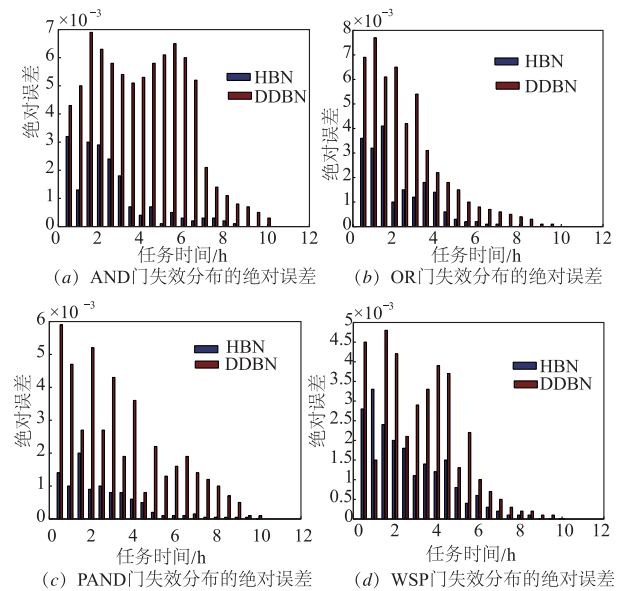 ×10⁻³
7
6
5
4
3
2
1
0
绝对误差
HBN
DDBN
0 2 4 6 8 10 12
任务时间/h
(a) AND门失效分布的绝对误差
×10⁻³
8
7
6
5
4
3
2
1
0
绝对误差
HBN
DDBN
0 2 4 6 8 10 12
任务时间/h
(b) OR门失效分布的绝对误差
×10⁻³
6
5
4
3
2
1
0
绝对误差
HBN
DDBN
0 2 4 6 8 10 12
任务时间/h
(c) PAND门失效分布的绝对误差
×10⁻³
5
4.5
4
3.5
3
2.5
2
1.5
1
0.5
0
绝对误差
HBN
DDBN
0 2 4 6 8 10 12
任务时间/h
(d) WSP门失效分布的绝对误差